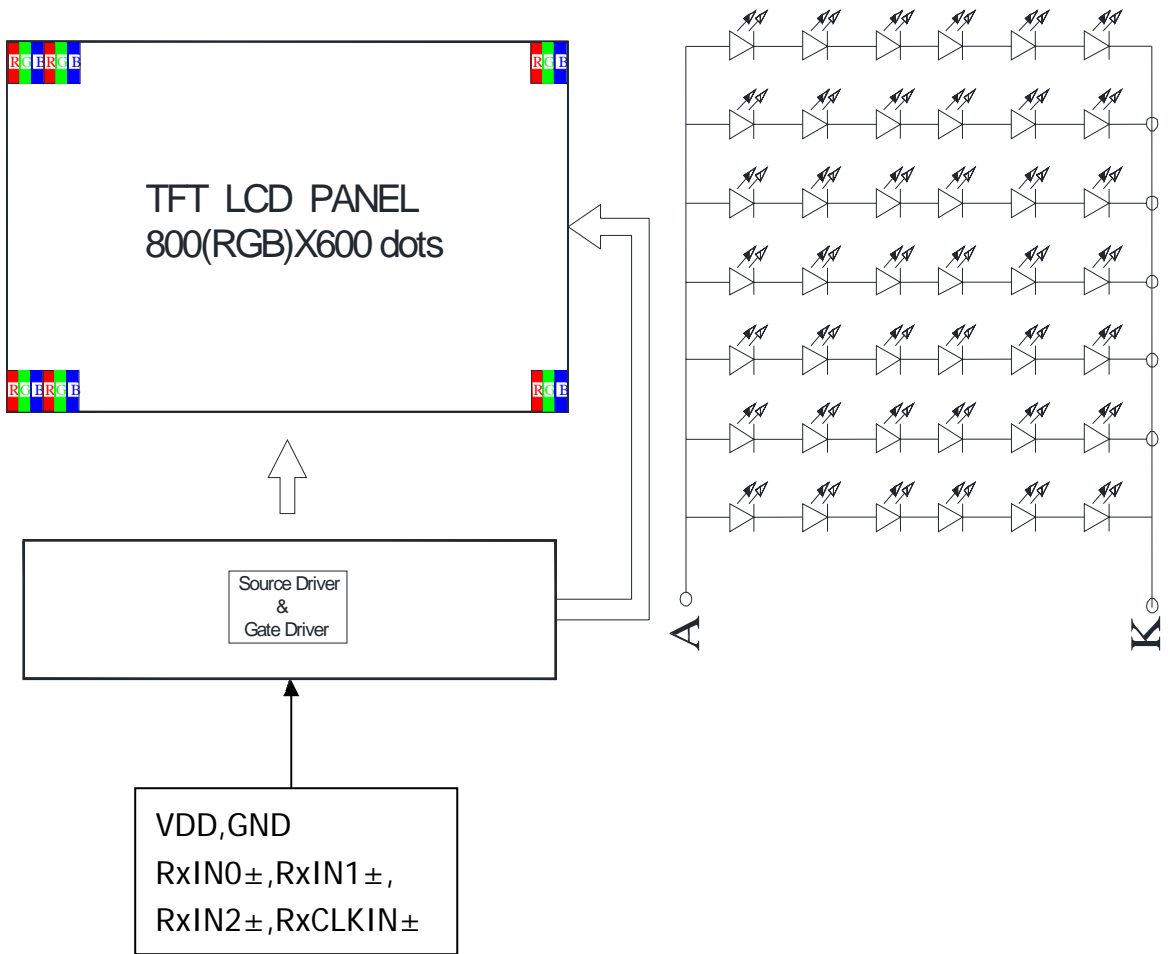 RGBRGB
RGB
TFT LCD PANEL
800(RGB)X600 dots
RGBRGB
RGB
Source Driver
&
Gate Driver
A
K
VDD,GND
RxIN0±,RxIN1±,
RxIN2±,RxCLKIN±